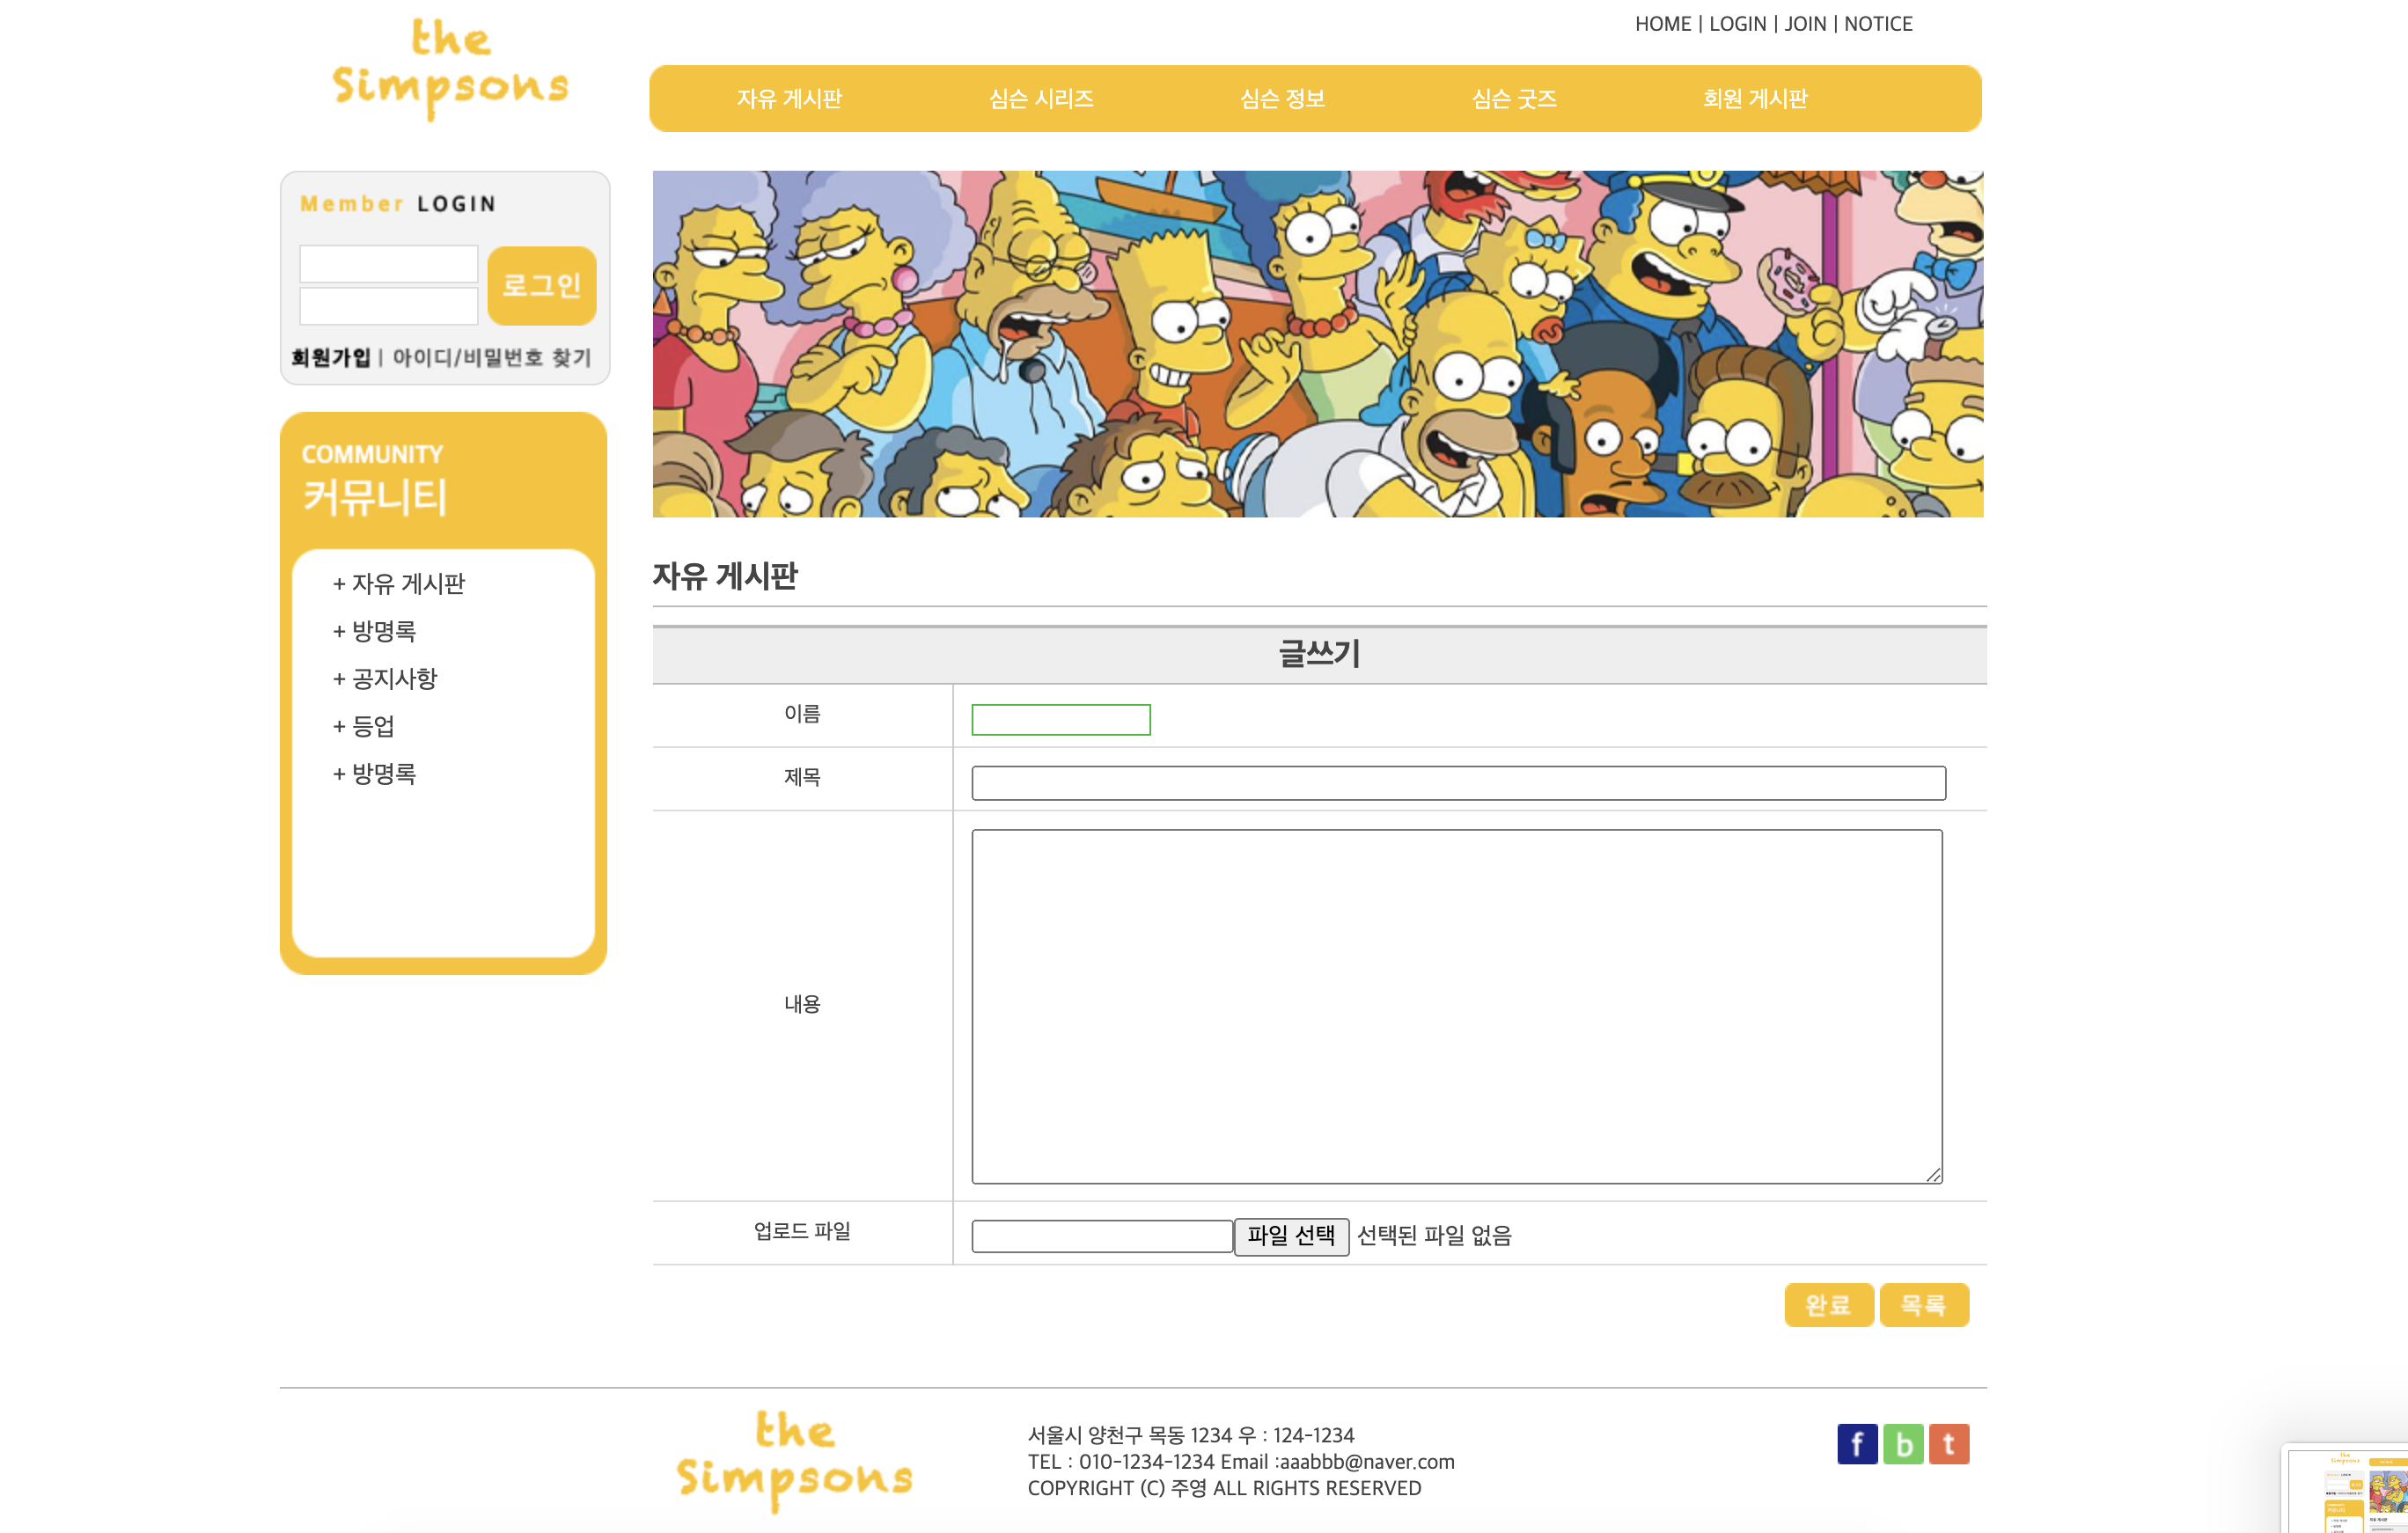 the
Simpsons
HOME | LOGIN | JOIN | NOTICE
자유 게시판 심슨 시리즈 심슨 정보 심슨 굿즈 회원 게시판
Member LOGIN
로그인
회원가입 | 아이디/비밀번호 찾기
COMMUNITY
커뮤니티
+ 자유 게시판
+ 방명록
+ 공지사항
+ 등업
+ 방명록
자유 게시판
글쓰기
이름
제목
내용
업로드 파일
파일 선택 선택된 파일 없음
완료 목록
the
Simpsons
서울시 양천구 목동 1234 우 : 124-1234
TEL : 010-1234-1234 Email :aaabbb@naver.com
COPYRIGHT (C) 주영 ALL RIGHTS RESERVED
f b t